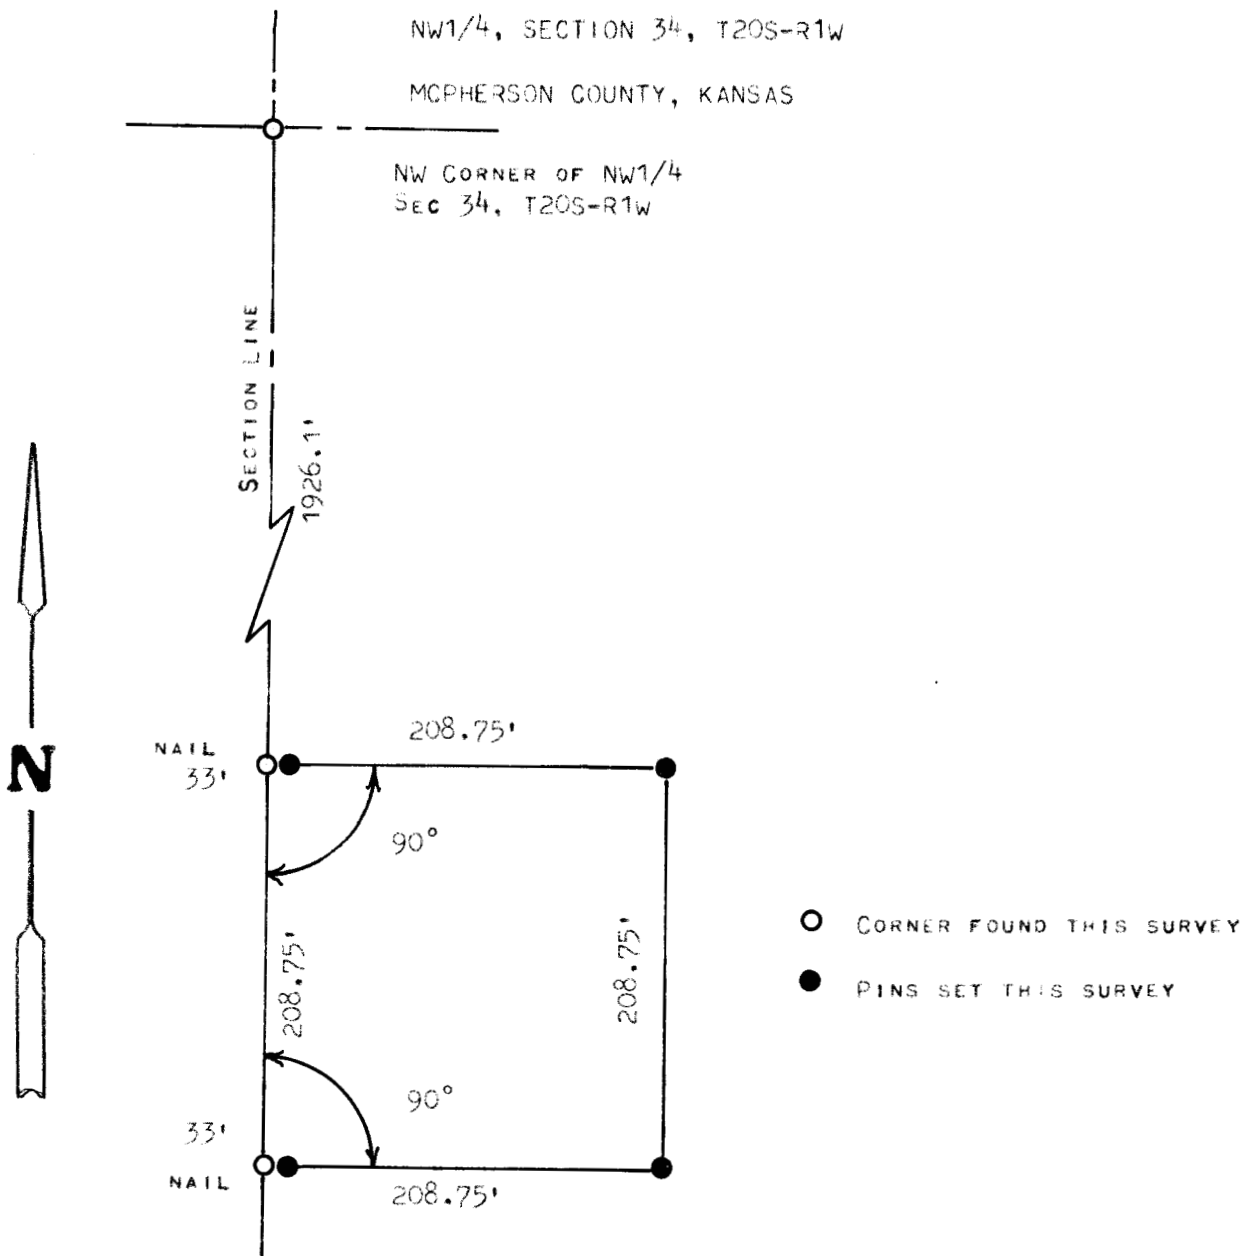 NW1/4, SECTION 34, T20S-R1W
MCPHERSON COUNTY, KANSAS
NW CORNER OF NW1/4
SEC 34, T20S-R1W
SECTION LINE
1926.1'
N
NAIL
33'
208.75'
90°
208.75'
208.75'
90°
33'
NAIL
208.75'
CORNER FOUND THIS SURVEY
PINS SET THIS SURVEY